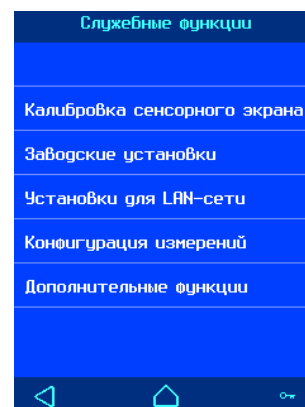 Служебные функции
Калибровка сенсорного экрана
Заводские установки
Установки для LAN-сети
Конфигурация измерений
Дополнительные функции